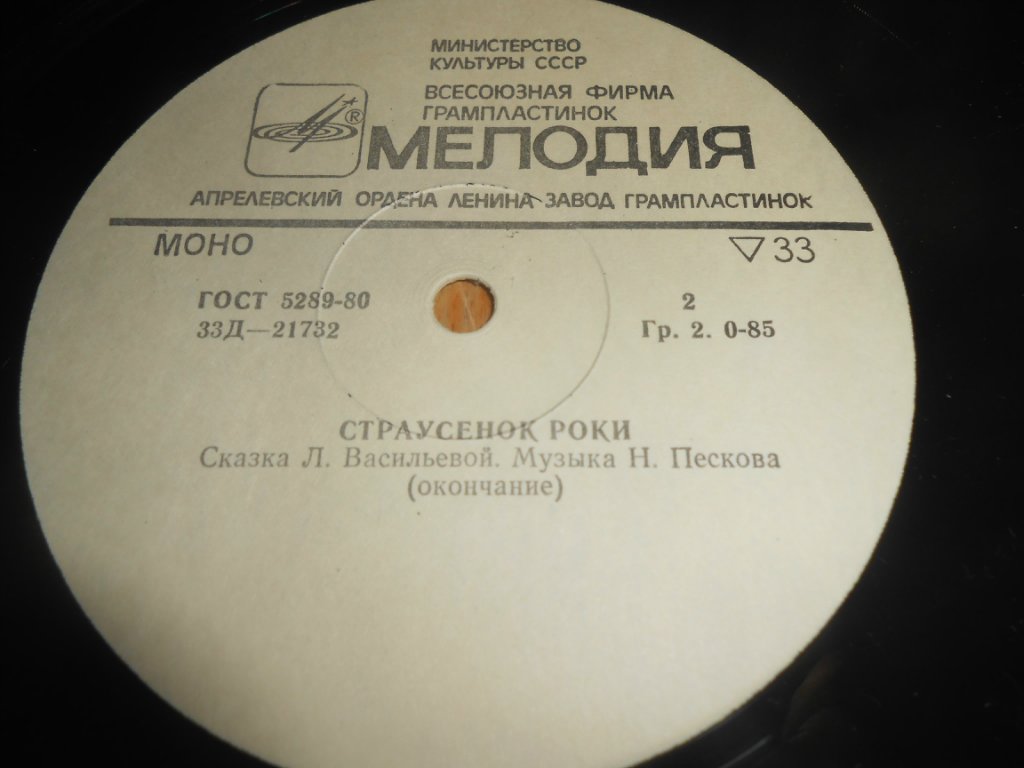 МИНИСТЕРСТВО
КУЛЬТУРЫ СССР
ВСЕСОЮЗНАЯ ФИРМА
ГРАМПЛАСТИНОК
® МЕЛОДИЯ
АПРЕЛЕВСКИЙ ОРДЕНА ЛЕНИНА ЗАВОД ГРАМПЛАСТИНОК
МОНО ▽33
ГОСТ 5289-80 2
33Д—21732 Гр. 2. 0-85
СТРАУСЕНОК РОКИ
Сказка Л. Васильевой. Музыка Н. Пескова
(окончание)